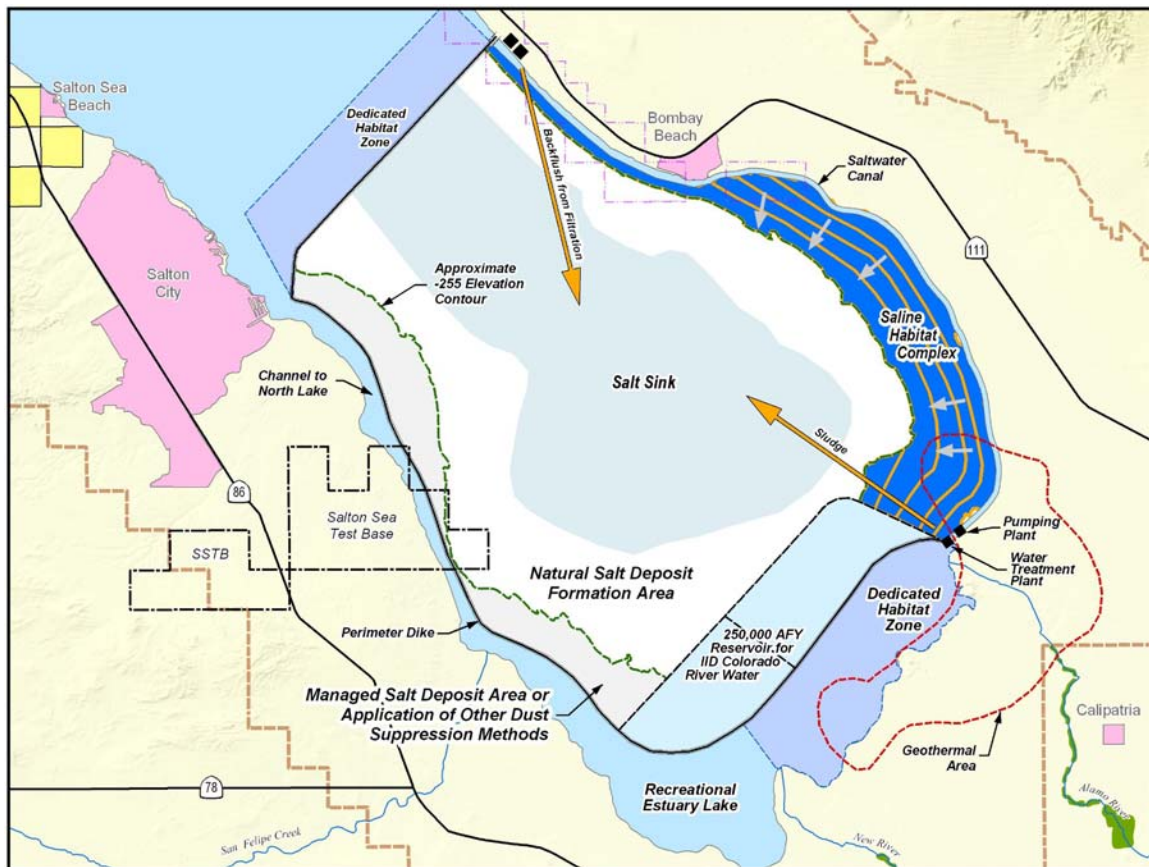 Salton Sea
Beach
Dedicated
Habitat
Zone
Bombay
Beach
Saltwater
Canal
Backflush from Filtration
111
Salton
City
Approximate
-255 Elevation
Contour
Saline
Habitat
Complex
Channel to
North Lake
Salt Sink
Sludge
86
Salton Sea
Test Base
SSTB
Pumping
Plant
Water
Treatment
Plant
Natural Salt Deposit
Formation Area
Dedicated
Habitat
Zone
Perimeter Dike
250,000 AFY
Reservoir for
IID Colorado
River Water
Managed Salt Deposit Area or
Application of Other Dust
Suppression Methods
Calipatria
Geothermal
Area
78
Recreational
Estuary Lake
Alamo River
San Felipe Creek
New River